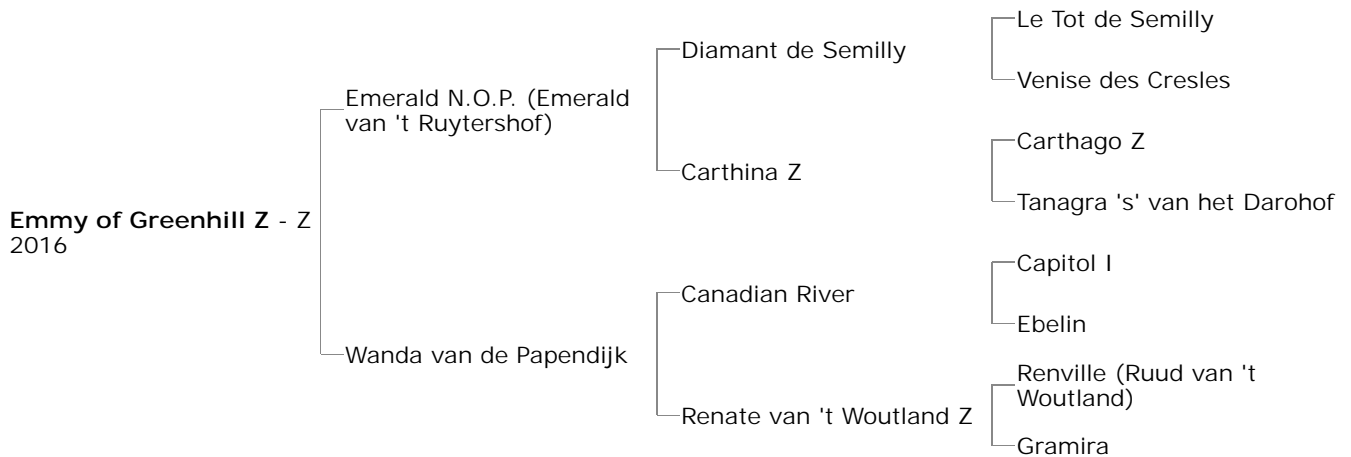 Emmy of Greenhill Z - Z
2016
Emerald N.O.P. (Emerald
van 't Ruytershof)
Wanda van de Papendijk
Diamant de Semilly
Carthina Z
Canadian River
Renate van 't Woutland Z
Le Tot de Semilly
Venise des Cresles
Carthago Z
Tanagra 's' van het Darohof
Capitol I
Ebelin
Renville (Ruud van 't
Woutland)
Gramira